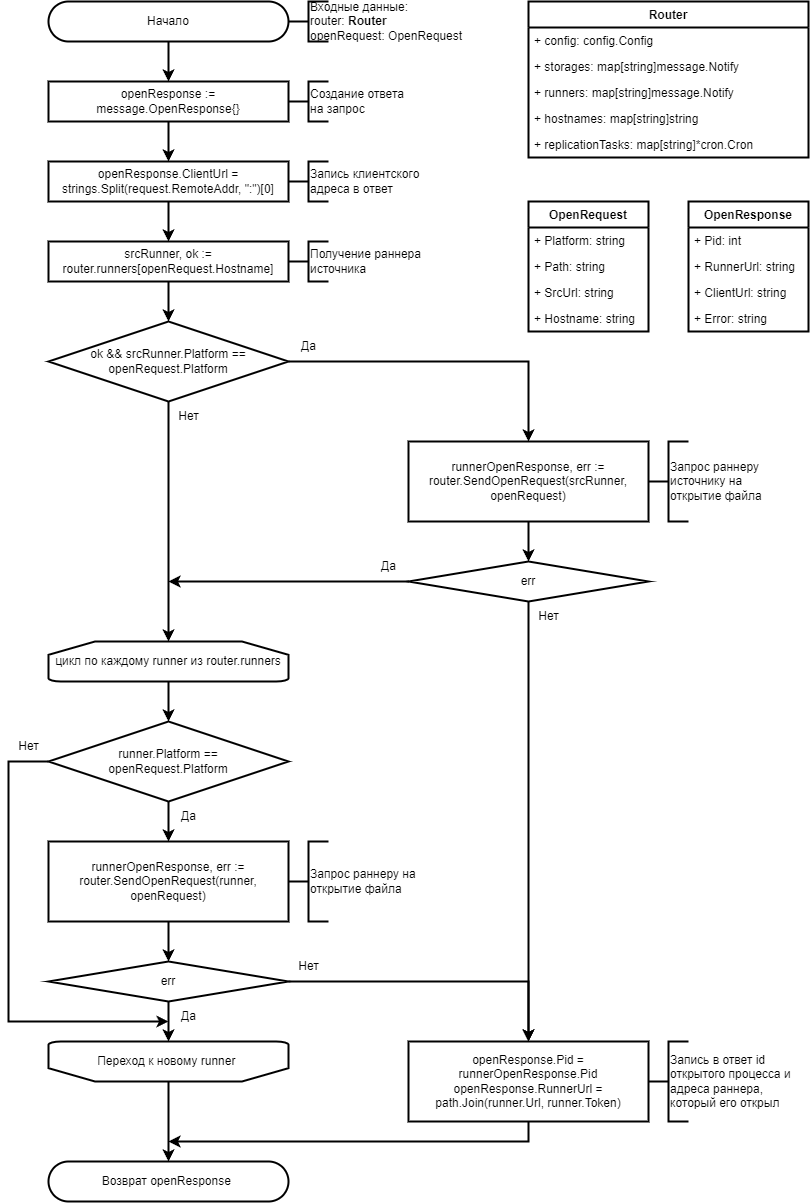 Начало
Входные данные:
router: Router
openRequest: OpenRequest
Router
+ config: config.Config
+ storages: map[string]message.Notify
+ runners: map[string]message.Notify
+ hostnames: map[string]string
+ replicationTasks: map[string]*cron.Cron
openResponse :=
message.OpenResponse{}
Создание ответа
на запрос
openResponse.ClientUrl =
strings.Split(request.RemoteAddr, ":")[0]
Запись клиентского
адреса в ответ
OpenRequest
+ Platform: string
+ Path: string
+ SrcUrl: string
+ Hostname: string
OpenResponse
+ Pid: int
+ RunnerUrl: string
+ ClientUrl: string
+ Error: string
srcRunner, ok :=
router.runners[openRequest.Hostname]
Получение раннера
источника
ok && srcRunner.Platform ==
openRequest.Platform
Да
Нет
runnerOpenResponse, err :=
router.SendOpenRequest(srcRunner,
openRequest)
Запрос раннеру
источнику на
открытие файла
Да
err
Нет
цикл по каждому runner из router.runners
Нет
runner.Platform ==
openRequest.Platform
Да
runnerOpenResponse, err :=
router.SendOpenRequest(runner,
openRequest)
Запрос раннеру на
открытие файла
err
Нет
Да
Переход к новому runner
openResponse.Pid =
runnerOpenResponse.Pid
openResponse.RunnerUrl =
path.Join(runner.Url, runner.Token)
Запись в ответ id
открытого процесса и
адреса раннера,
который его открыл
Возврат openResponse